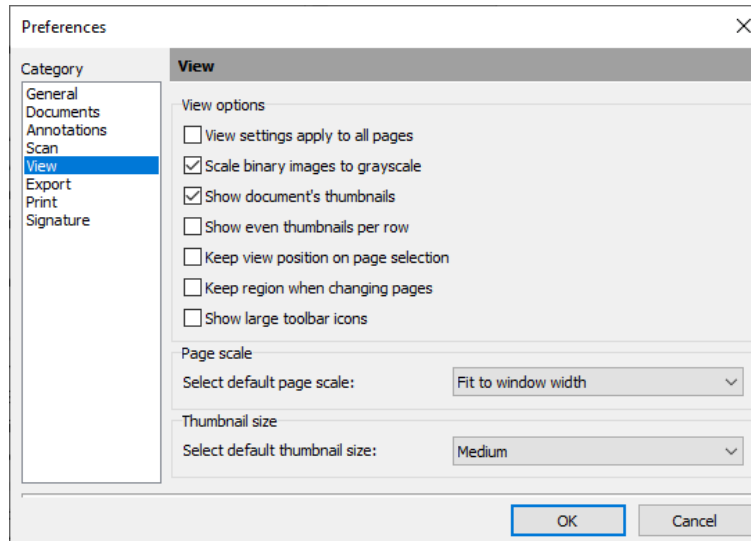 Preferences
Category
General
Documents
Annotations
Scan
View
Export
Print
Signature
View
View options
View settings apply to all pages
Scale binary images to grayscale
Show document's thumbnails
Show even thumbnails per row
Keep view position on page selection
Keep region when changing pages
Show large toolbar icons
Page scale
Select default page scale: Fit to window width
Thumbnail size
Select default thumbnail size: Medium
OK Cancel